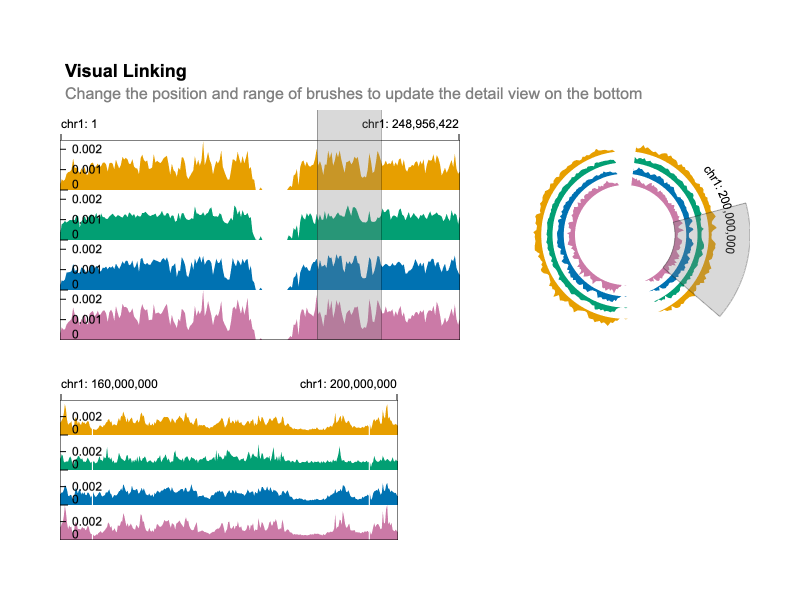 Visual Linking
Change the position and range of brushes to update the detail view on the bottom
chr1: 1
chr1: 248,956,422
0.002
0.001
0
0.002
0.001
0
0.002
0.001
0
0.002
0.001
0
chr1: 200,000,000
chr1: 160,000,000
chr1: 200,000,000
0.002
0
0.002
0
0.002
0
0.002
0